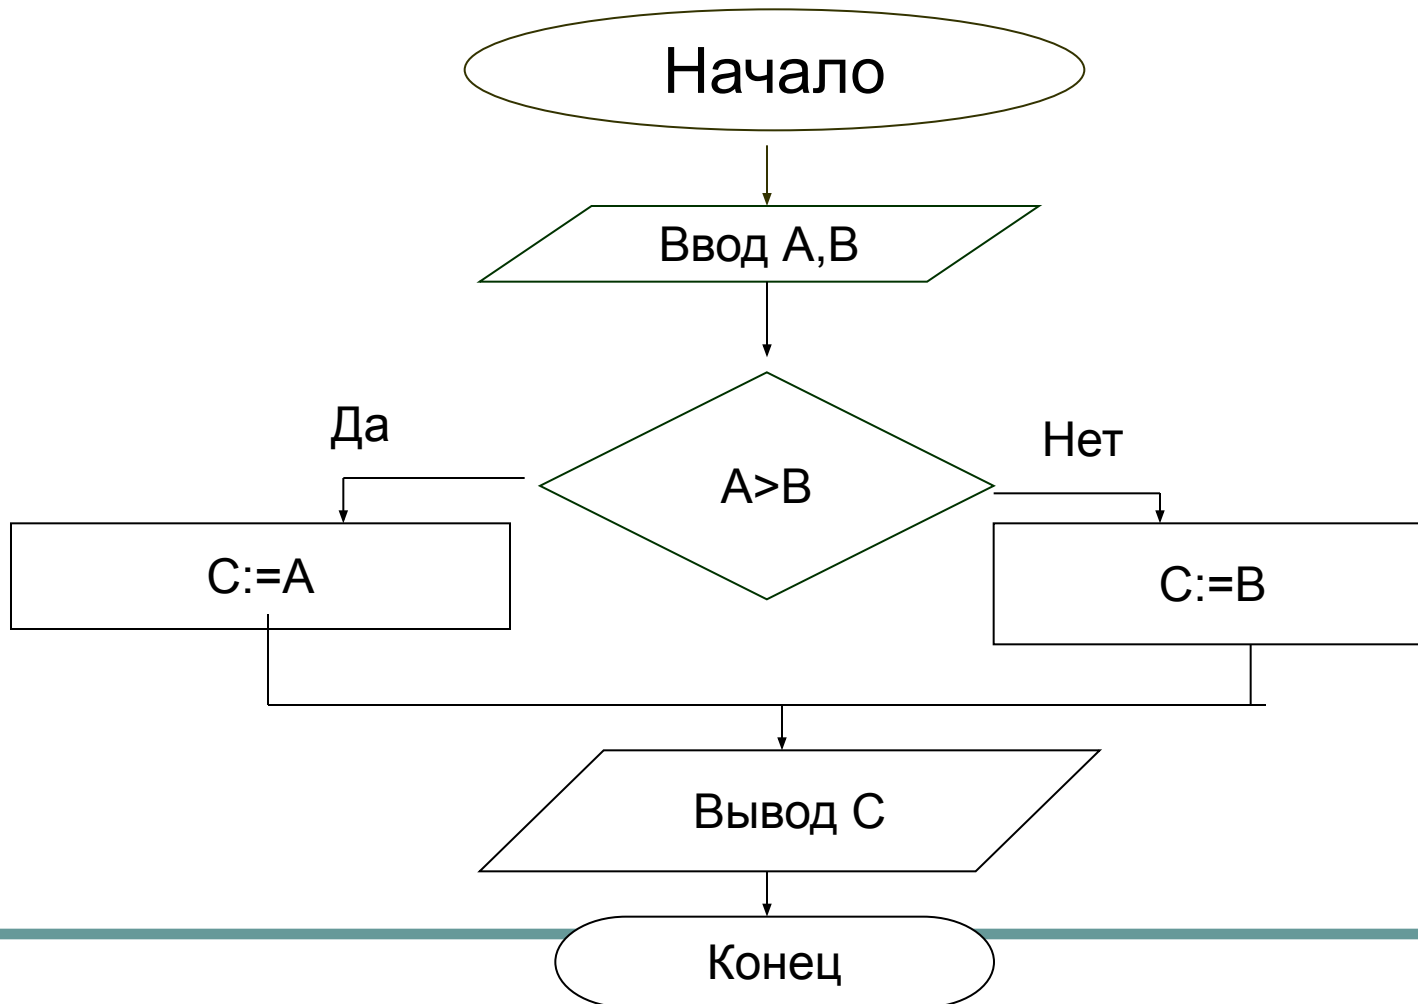 Начало
Ввод А,В
Да
Нет
А>В
С:=А
С:=В
Вывод С
Конец